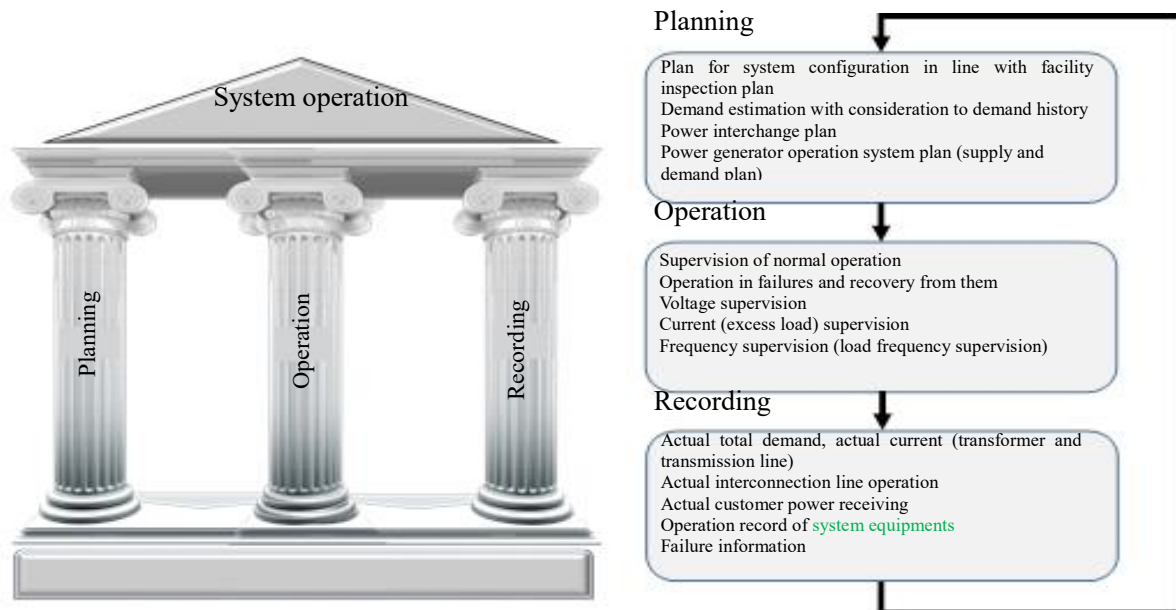 System operation
Planning
Operation
Recording
Planning
Plan for system configuration in line with facility
inspection plan
Demand estimation with consideration to demand history
Power interchange plan
Power generator operation system plan (supply and
demand plan)
Operation
Supervision of normal operation
Operation in failures and recovery from them
Voltage supervision
Current (excess load) supervision
Frequency supervision (load frequency supervision)
Recording
Actual total demand, actual current (transformer and
transmission line)
Actual interconnection line operation
Actual customer power receiving
Operation record of system equipments
Failure information